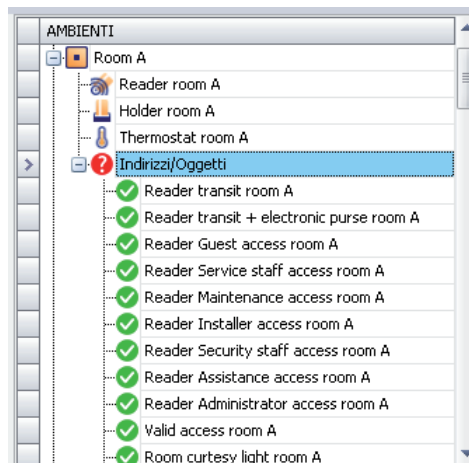 AMBIENTI
Room A
Reader room A
Holder room A
Thermostat room A
Indirizzi/Oggetti
Reader transit room A
Reader transit + electronic purse room A
Reader Guest access room A
Reader Service staff access room A
Reader Maintenance access room A
Reader Installer access room A
Reader Security staff access room A
Reader Assistance access room A
Reader Administrator access room A
Valid access room A
Room curtesy light room A